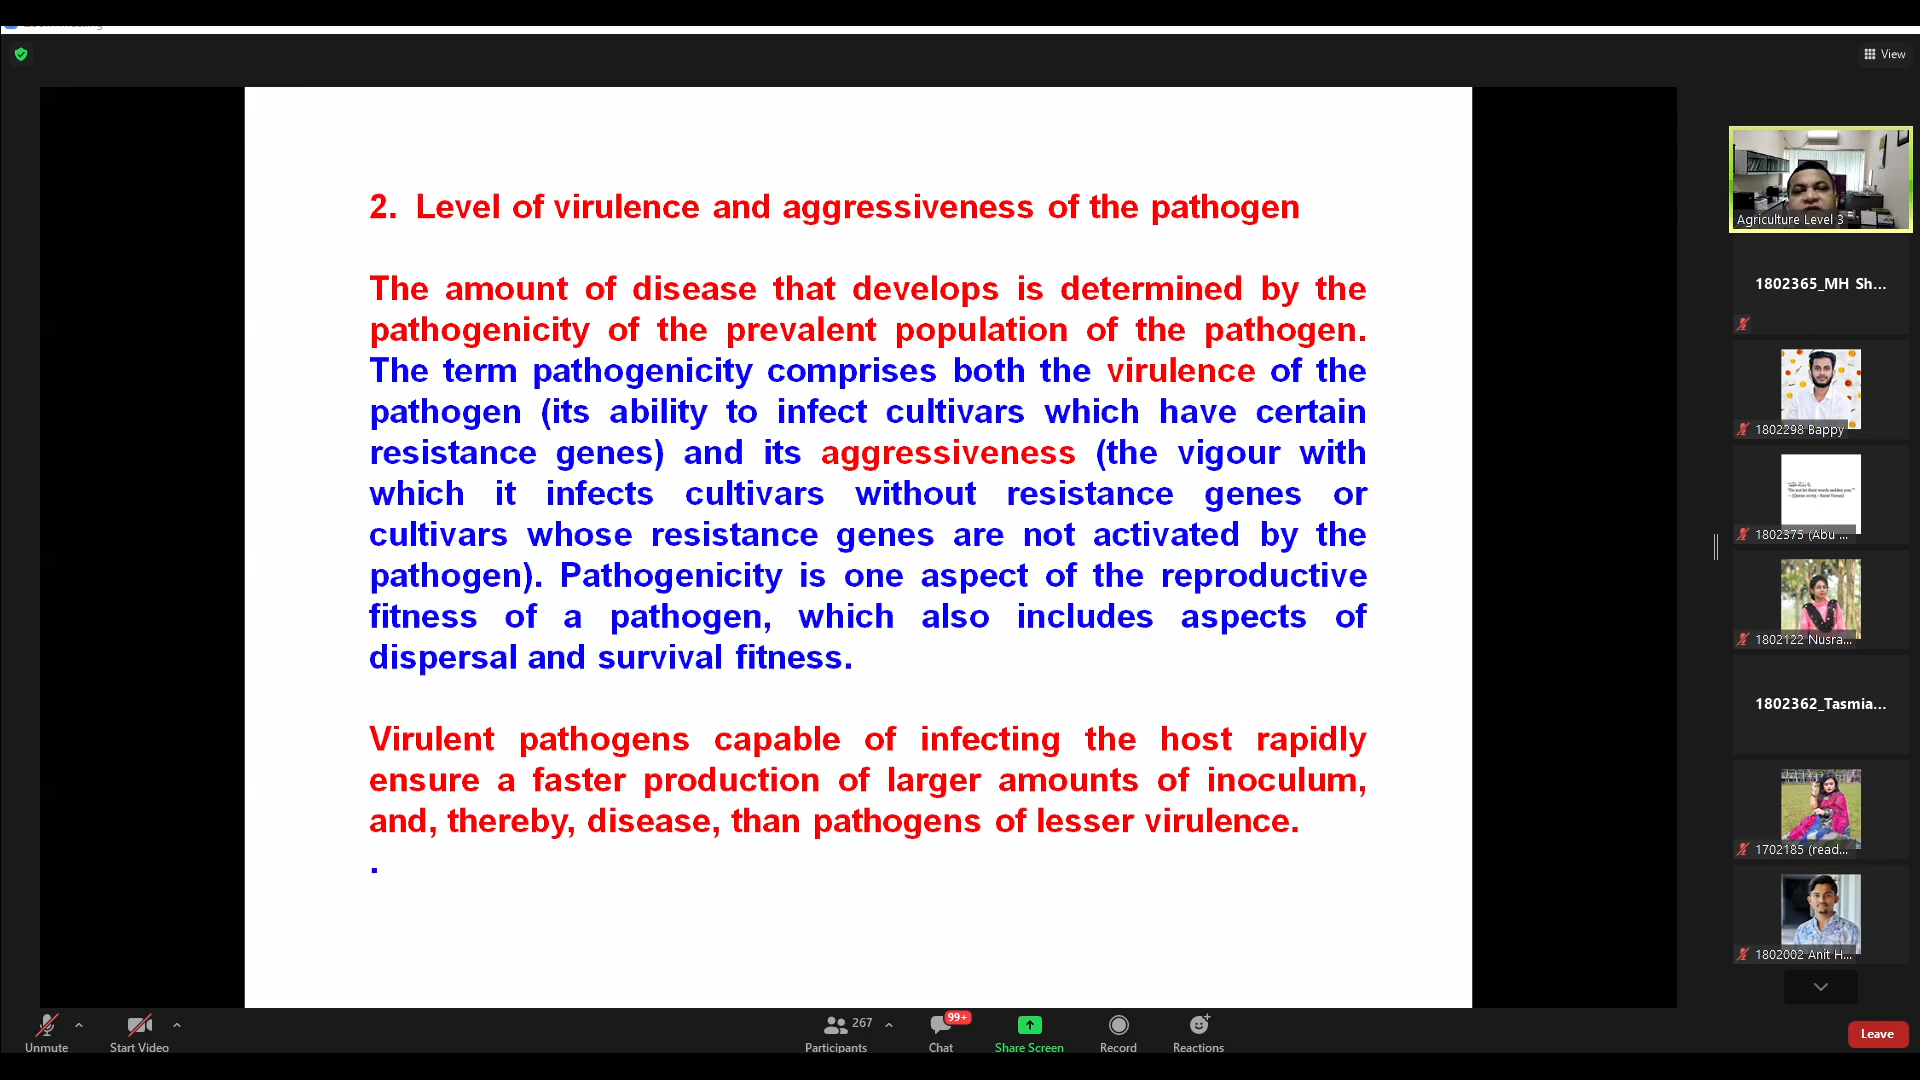 View
2. Level of virulence and aggressiveness of the pathogen
The amount of disease that develops is determined by the
pathogenicity of the prevalent population of the pathogen.
The term pathogenicity comprises both the virulence of the
pathogen (its ability to infect cultivars which have certain
resistance genes) and its aggressiveness (the vigour with
which it infects cultivars without resistance genes or
cultivars whose resistance genes are not activated by the
pathogen). Pathogenicity is one aspect of the reproductive
fitness of a pathogen, which also includes aspects of
dispersal and survival fitness.
Virulent pathogens capable of infecting the host rapidly
ensure a faster production of larger amounts of inoculum,
and, thereby, disease, than pathogens of lesser virulence.
.
Agriculture Level 3
1802365_MH Sh...
1802298 Bappy
1802375 (Abu ...
1802122 Nusra...
1802362_Tasmia...
1702185 (read...
1802002 Anit H...
Unmute
Start Video
267
Participants
99+
Chat
Share Screen
Record
Reactions
Leave